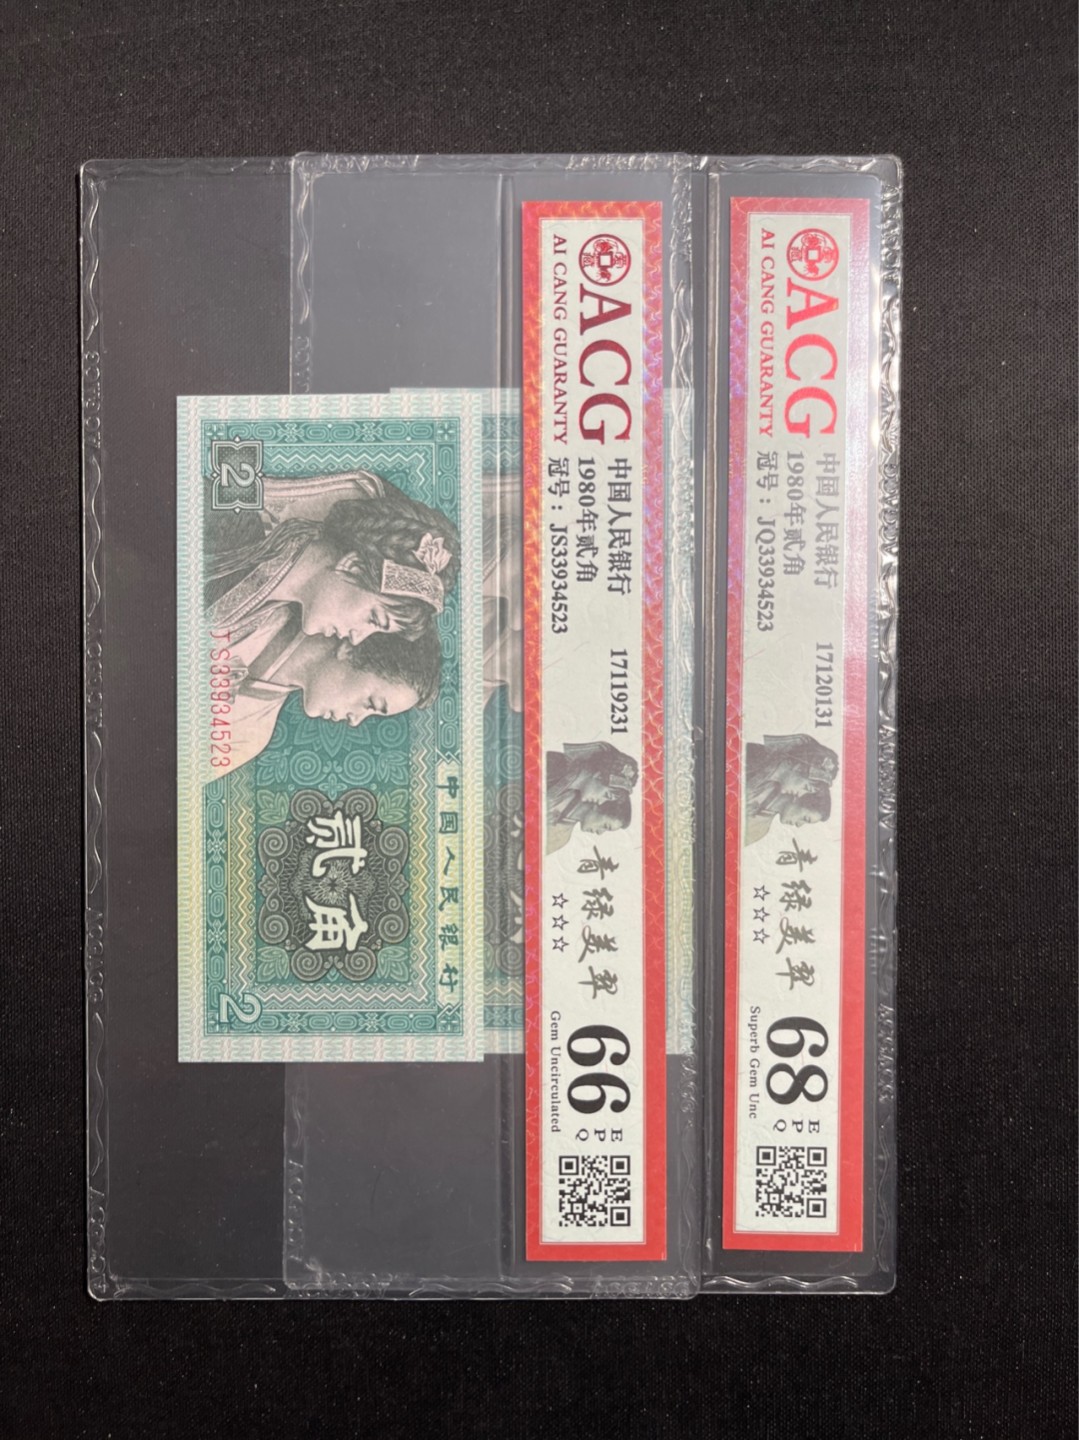 ACG
AI CANG GUARANTY
中国人民银行
1980年贰角
冠号：JS33934523
17119231
青绿美翠
☆☆☆
66
EPQ
Gem Uncirculated
ACG
AI CANG GUARANTY
中国人民银行
1980年贰角
冠号：JQ33934523
17120131
青绿美翠
☆☆☆
68
EPQ
Superb Gem Unc
中国人民银行
贰角
2
2
JS33934523